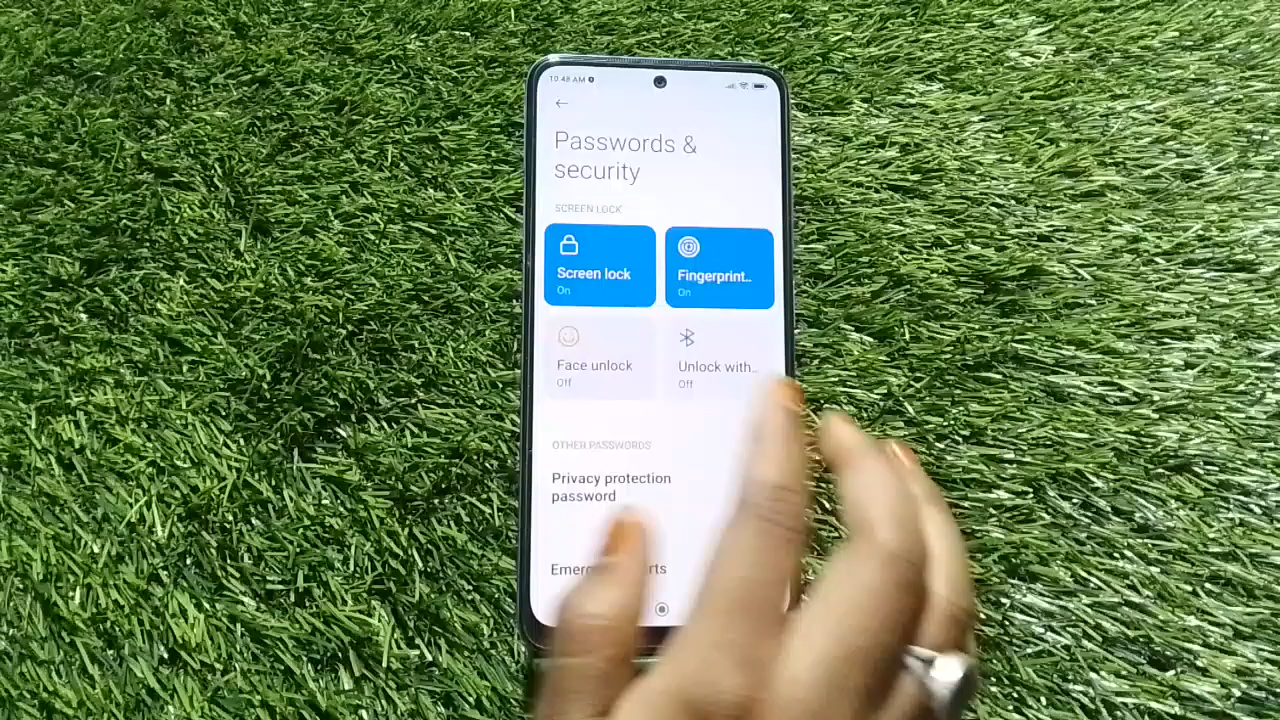 10:48 AM
Passwords &
security
SCREEN LOCK
Screen lock
On
Fingerprint..
On
Face unlock
Off
Unlock with..
Off
OTHER PASSWORDS
Privacy protection
password